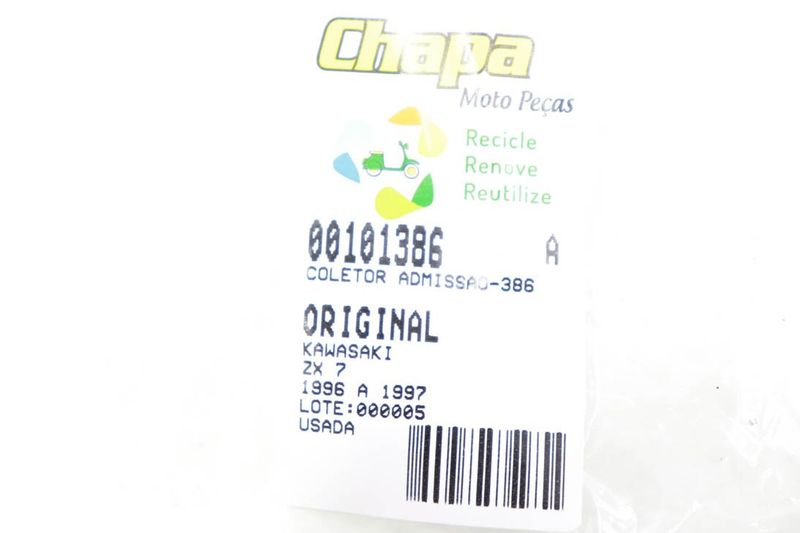 Chapa
Moto Peças
Recicle
Renove
Reutilize
00101386 A
COLETOR ADMISSAO-386
ORIGINAL
KAWASAKI
ZX 7
1996 A 1997
LOTE:000005
USADA